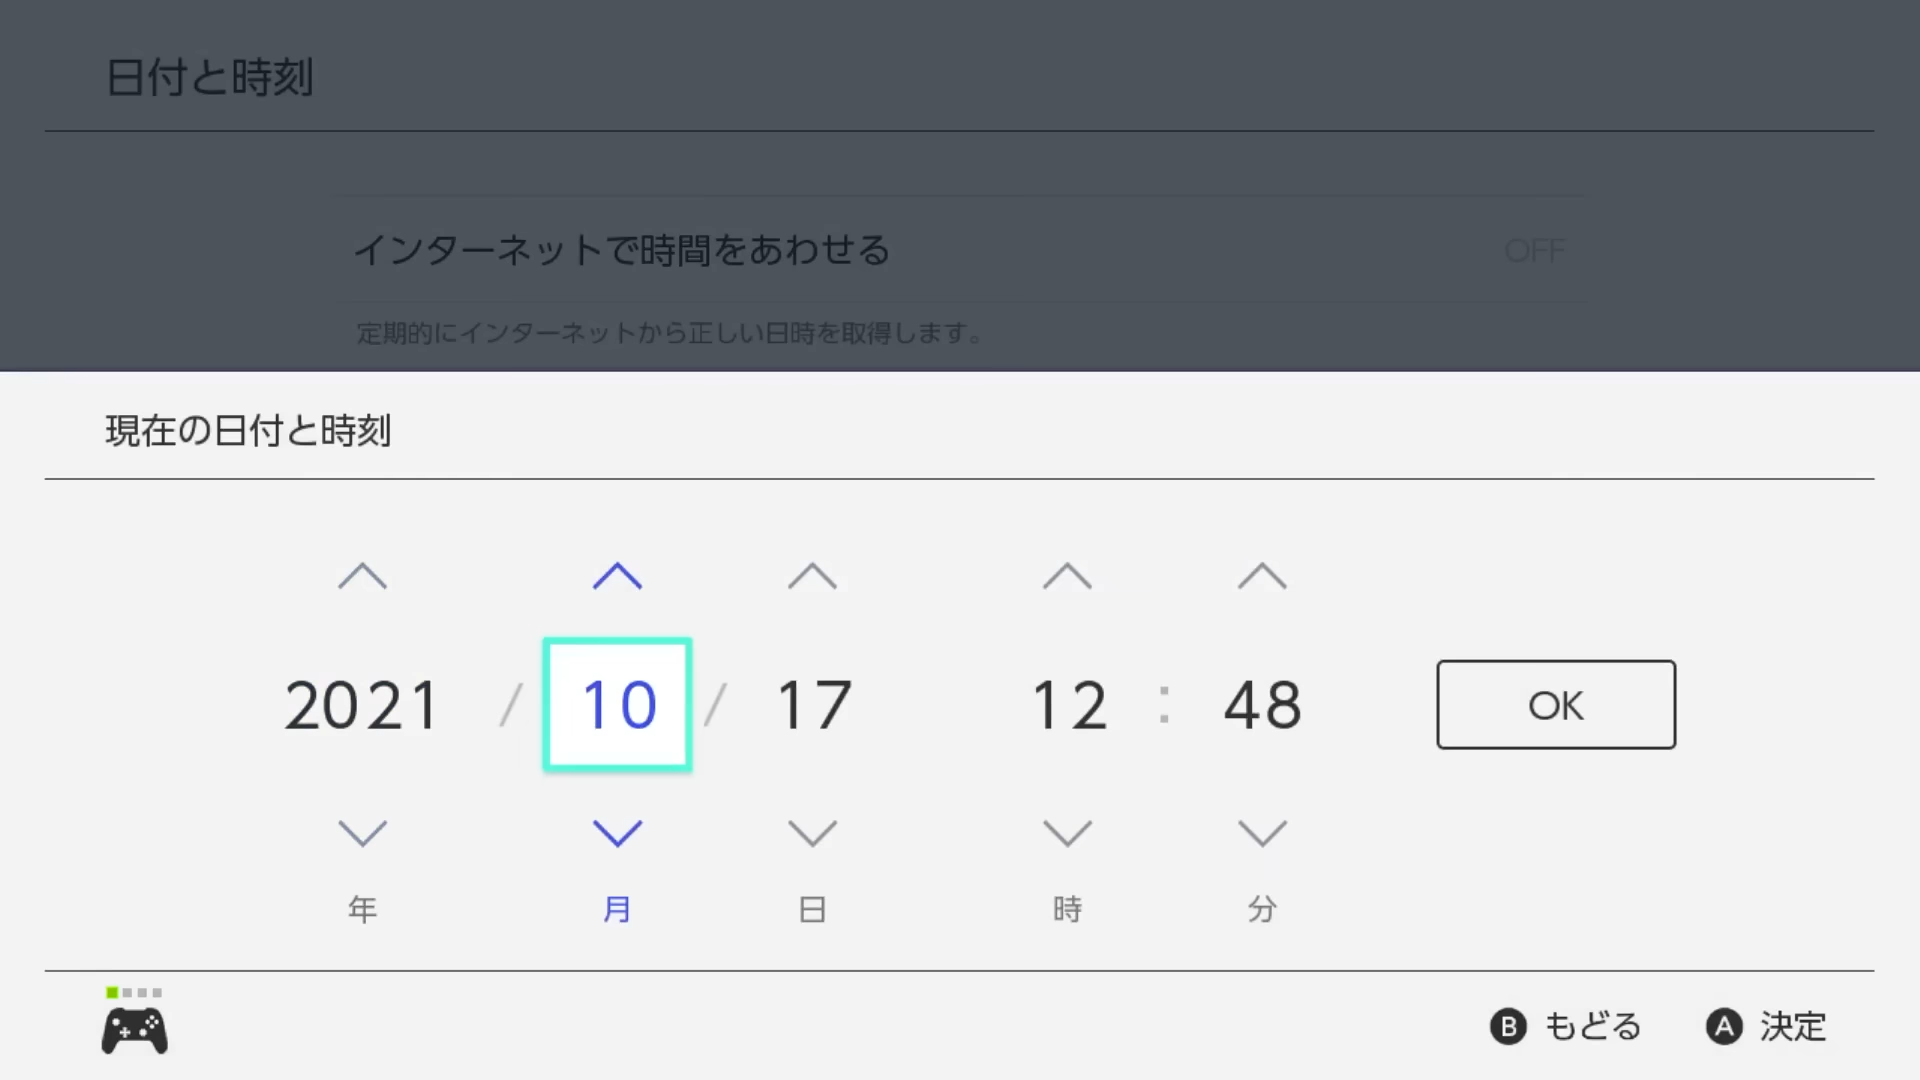 日付と時刻
インターネットで時間をあわせる OFF
定期的にインターネットから正しい日時を取得します。
現在の日付と時刻
2021 / 10 / 17 12 : 48 OK
年 月 日 時 分
B もどる A 決定